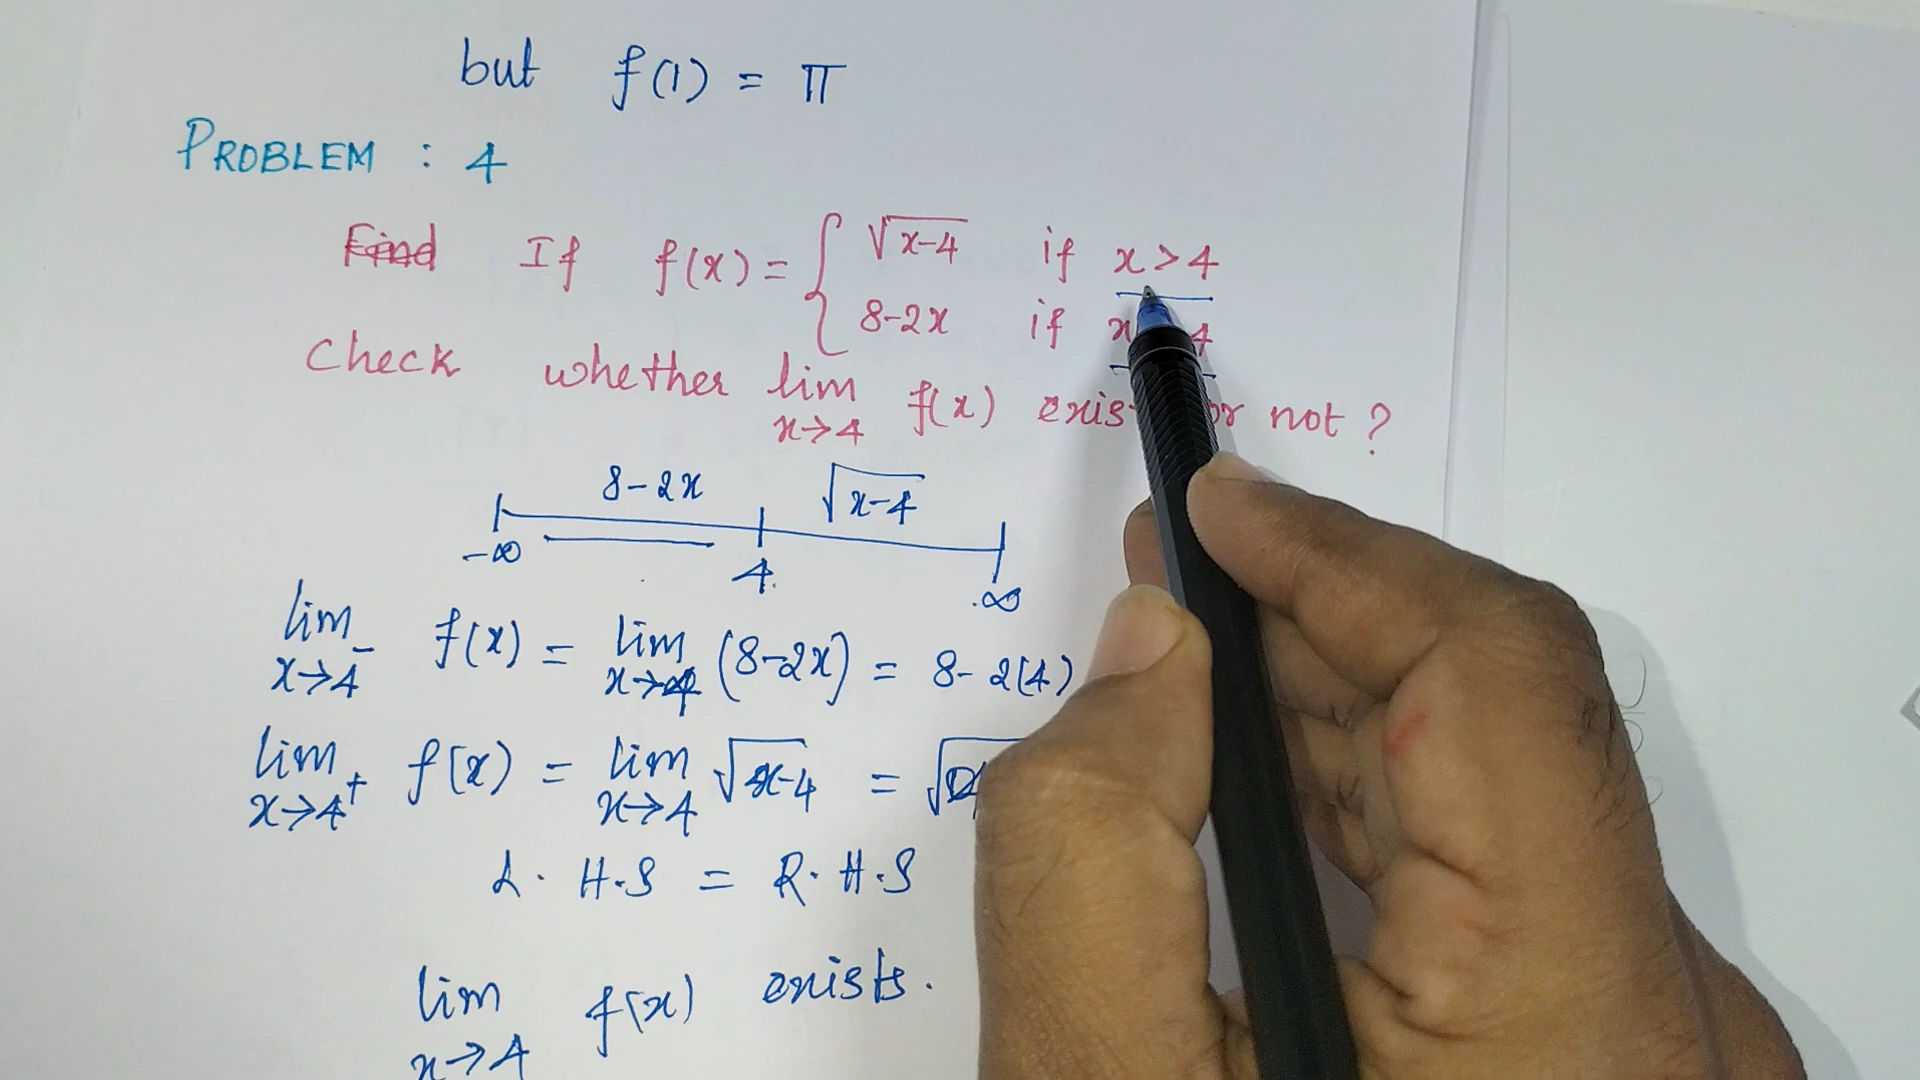 but f(1) = π
PROBLEM : 4
Find If f(x) = { √x-4 if x>4
8-2x if x 4
Check whether lim x→4 f(x) exist or not ?
8-2x √x-4
-∞ 4 ∞
lim x→4⁻ f(x) = lim x→4 (8-2x) = 8-2(4)
lim x→4⁺ f(x) = lim x→4 √x-4 = √
L.H.S = R.H.S
lim x→4 f(x) exists.